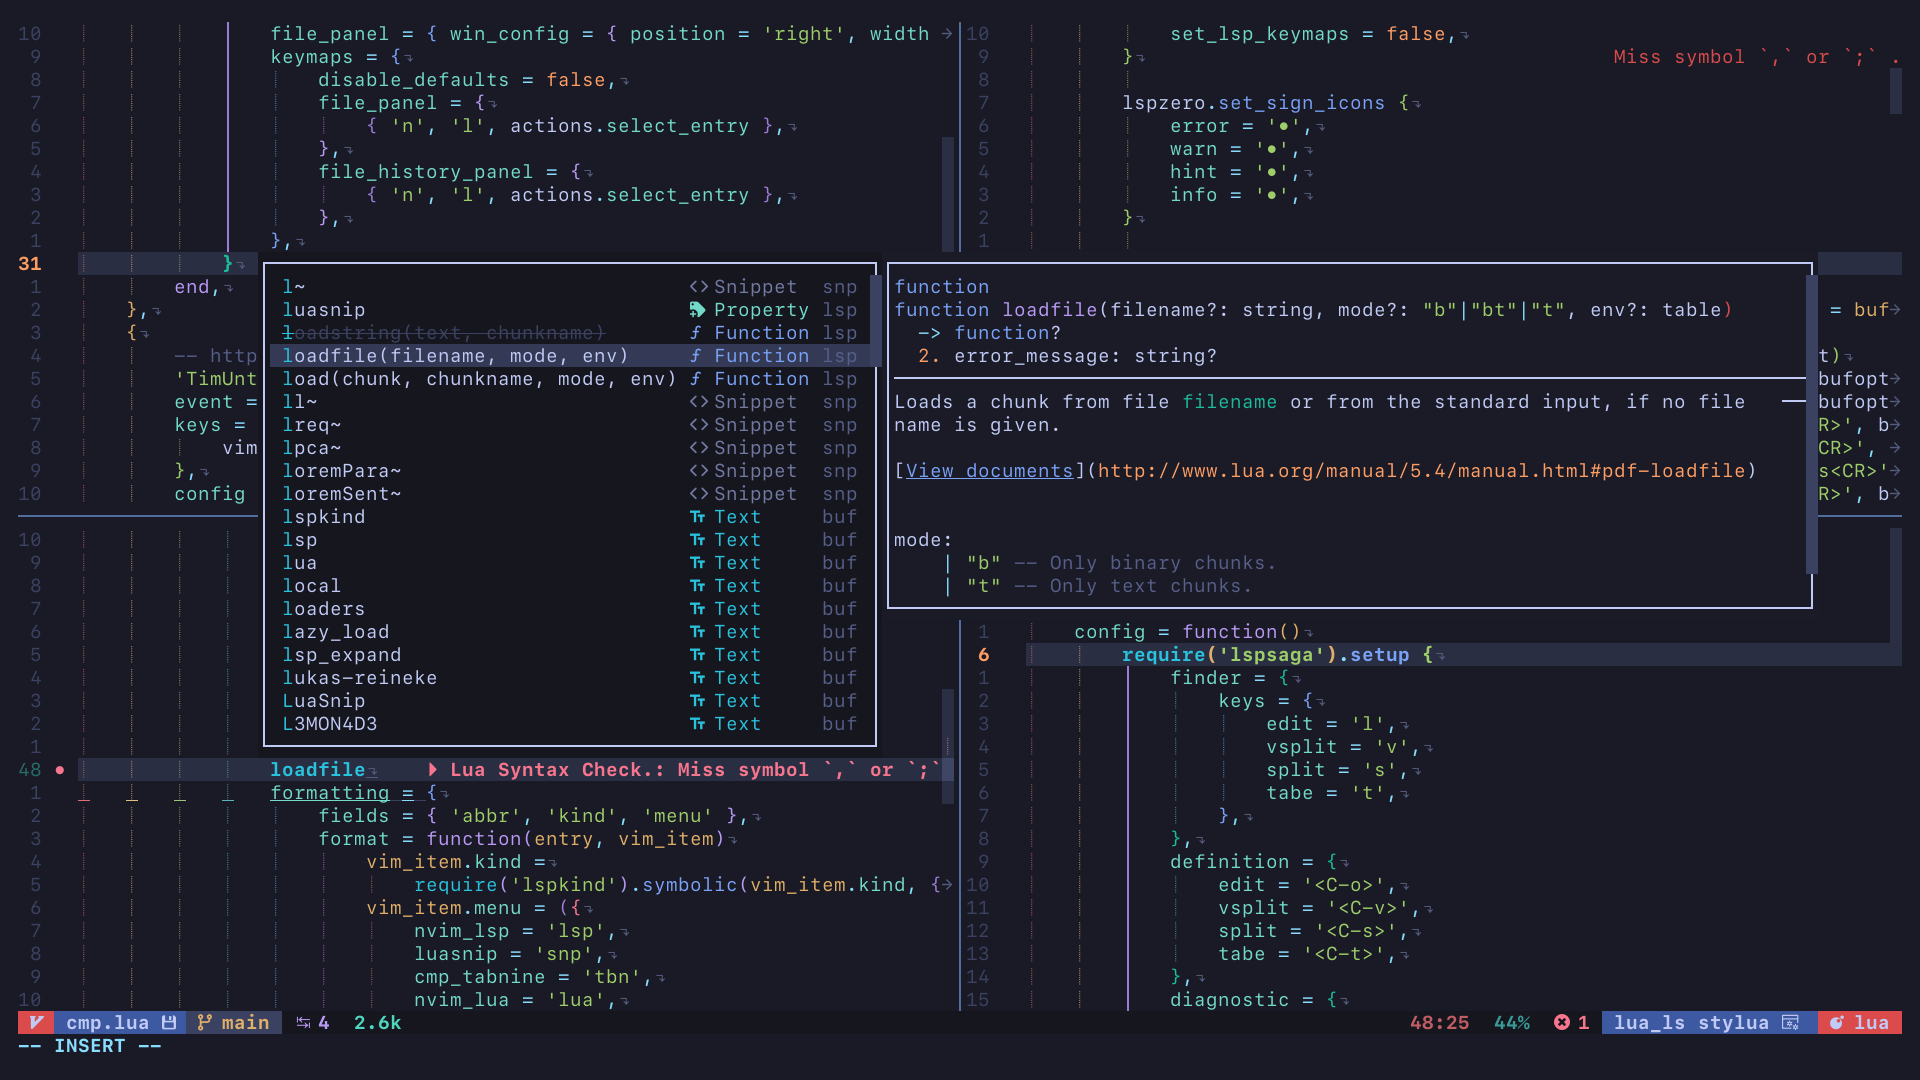 10 file_panel = { win_config = { position = 'right', width
9 keymaps = {
8 disable_defaults = false,
7 file_panel = {
6 { 'n', 'l', actions.select_entry },
5 },
4 file_history_panel = {
3 { 'n', 'l', actions.select_entry },
2 },
1 },
31 }
1 end,
2 },
3 {
4 -- http
5 'TimUnt
6 event =
7 keys =
8 vim
9 },
10 config
10 set_lsp_keymaps = false,
9 }
Miss symbol `,` or `;` .
8
7 lspzero.set_sign_icons {
6 error = '●',
5 warn = '●',
4 hint = '●',
3 info = '●',
2 }
1
= buf
t)
bufopt
bufopt
R>', b
CR>',
s<CR>'
R>', b
l~ Snippet snp
luasnip Property lsp
loadstring(text, chunkname) Function lsp
loadfile(filename, mode, env) Function lsp
load(chunk, chunkname, mode, env) Function lsp
ll~ Snippet snp
lreq~ Snippet snp
lpca~ Snippet snp
loremPara~ Snippet snp
loremSent~ Snippet snp
lspkind Text buf
lsp Text buf
lua Text buf
local Text buf
loaders Text buf
lazy_load Text buf
lsp_expand Text buf
lukas-reineke Text buf
LuaSnip Text buf
L3MON4D3 Text buf
function
function loadfile(filename?: string, mode?: "b"|"bt"|"t", env?: table)
-> function?
2. error_message: string?
Loads a chunk from file filename or from the standard input, if no file
name is given.
[View documents](http://www.lua.org/manual/5.4/manual.html#pdf-loadfile)
mode:
| "b" -- Only binary chunks.
| "t" -- Only text chunks.
10
9
8
7
6
5
4
3
2
1
48 loadfile Lua Syntax Check.: Miss symbol `,` or `;`
1 formatting = {
2 fields = { 'abbr', 'kind', 'menu' },
3 format = function(entry, vim_item)
4 vim_item.kind =
5 require('lspkind').symbolic(vim_item.kind, {
6 vim_item.menu = ({
7 nvim_lsp = 'lsp',
8 luasnip = 'snp',
9 cmp_tabnine = 'tbn',
10 nvim_lua = 'lua',
1 config = function()
6 require('lspsaga').setup {
1 finder = {
2 keys = {
3 edit = 'l',
4 vsplit = 'v',
5 split = 's',
6 tabe = 't',
7 },
8 },
9 definition = {
10 edit = '<C-o>',
11 vsplit = '<C-v>',
12 split = '<C-s>',
13 tabe = '<C-t>',
14 },
15 diagnostic = {
cmp.lua main 4 2.6k 48:25 44% 1 lua_ls stylua lua
-- INSERT --